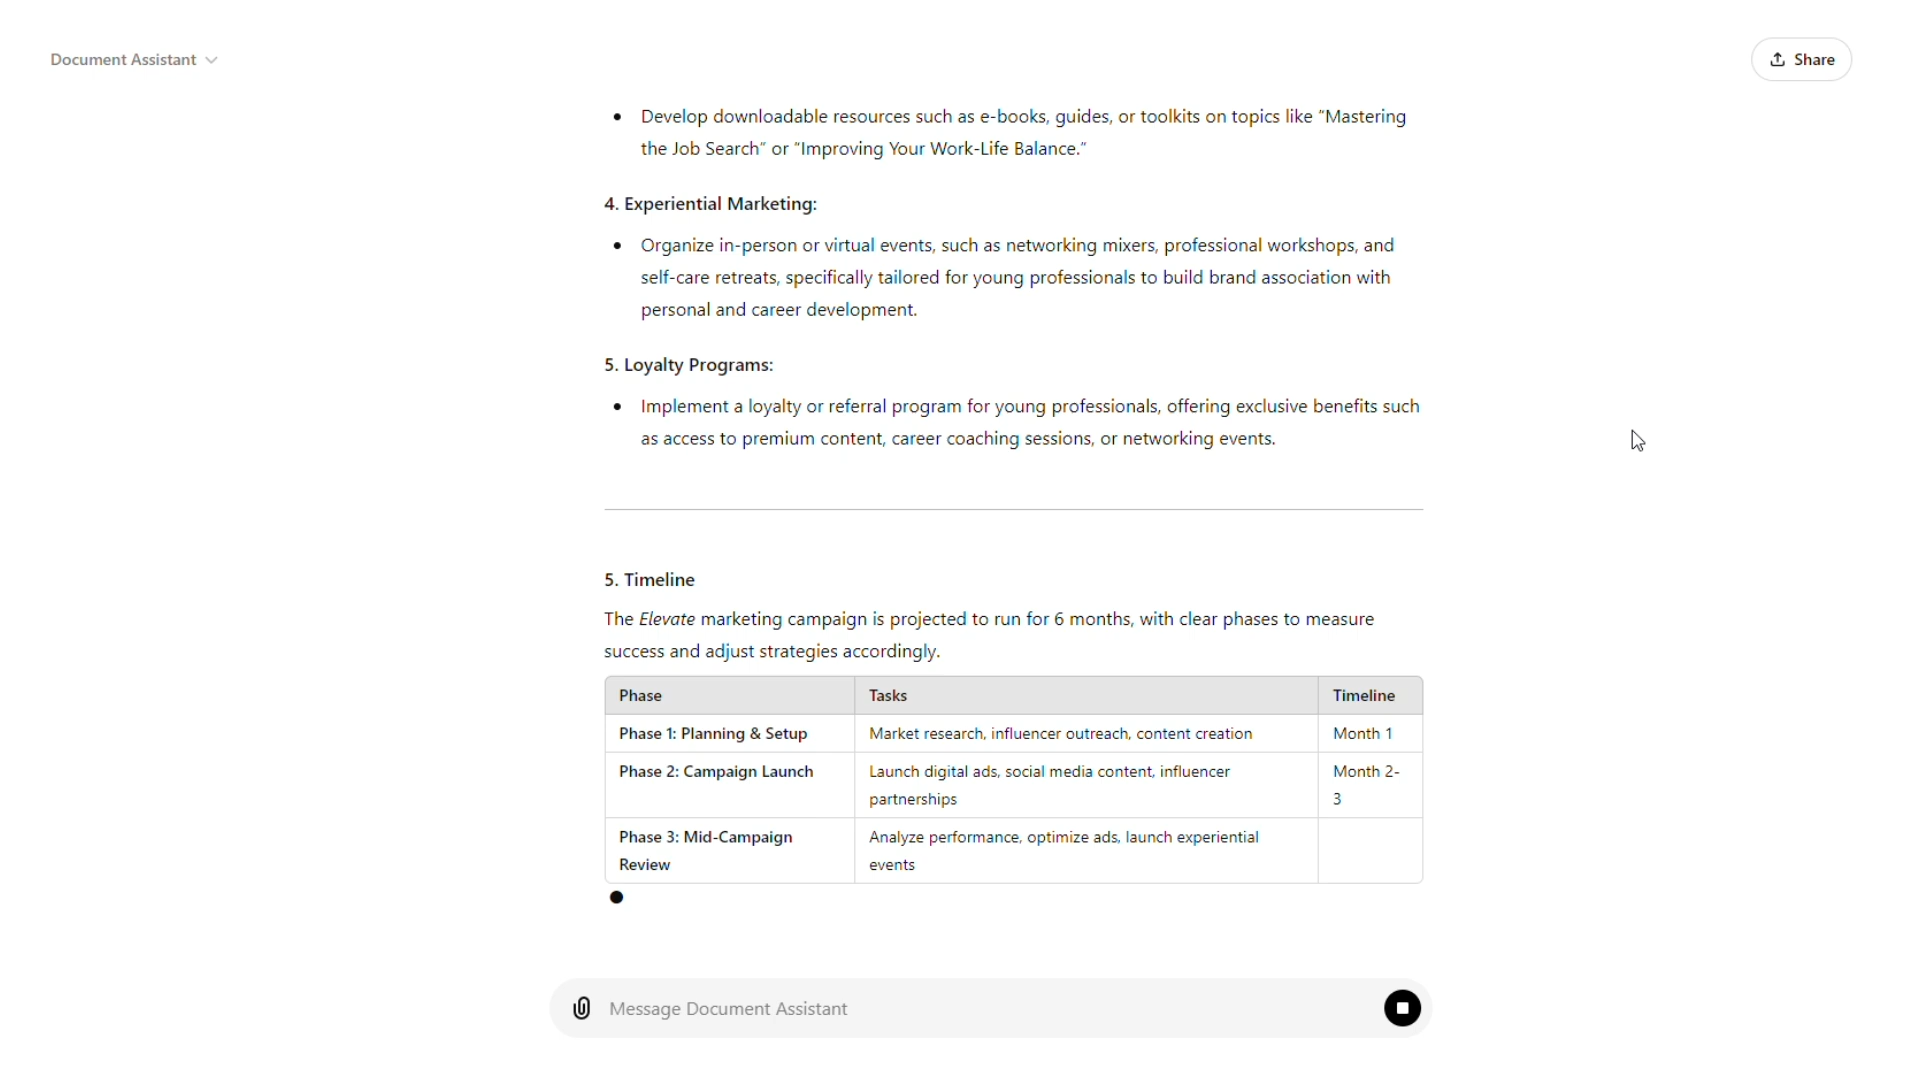 Document Assistant
Share
• Develop downloadable resources such as e-books, guides, or toolkits on topics like “Mastering
the Job Search” or “Improving Your Work-Life Balance.”
4. Experiential Marketing:
• Organize in-person or virtual events, such as networking mixers, professional workshops, and
self-care retreats, specifically tailored for young professionals to build brand association with
personal and career development.
5. Loyalty Programs:
• Implement a loyalty or referral program for young professionals, offering exclusive benefits such
as access to premium content, career coaching sessions, or networking events.
5. Timeline
The Elevate marketing campaign is projected to run for 6 months, with clear phases to measure
success and adjust strategies accordingly.
Phase Tasks Timeline
Phase 1: Planning & Setup Market research, influencer outreach, content creation Month 1
Phase 2: Campaign Launch Launch digital ads, social media content, influencer Month 2-
partnerships 3
Phase 3: Mid-Campaign Analyze performance, optimize ads, launch experiential
Review events
Message Document Assistant